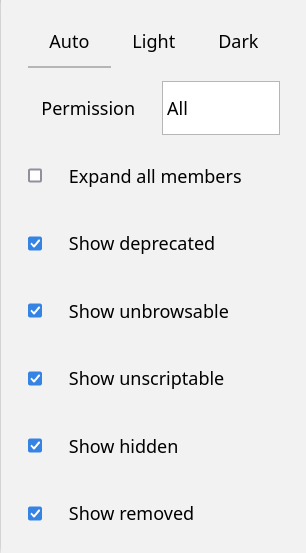 Auto Light Dark
Permission All
Expand all members
Show deprecated
Show unbrowsable
Show unscriptable
Show hidden
Show removed